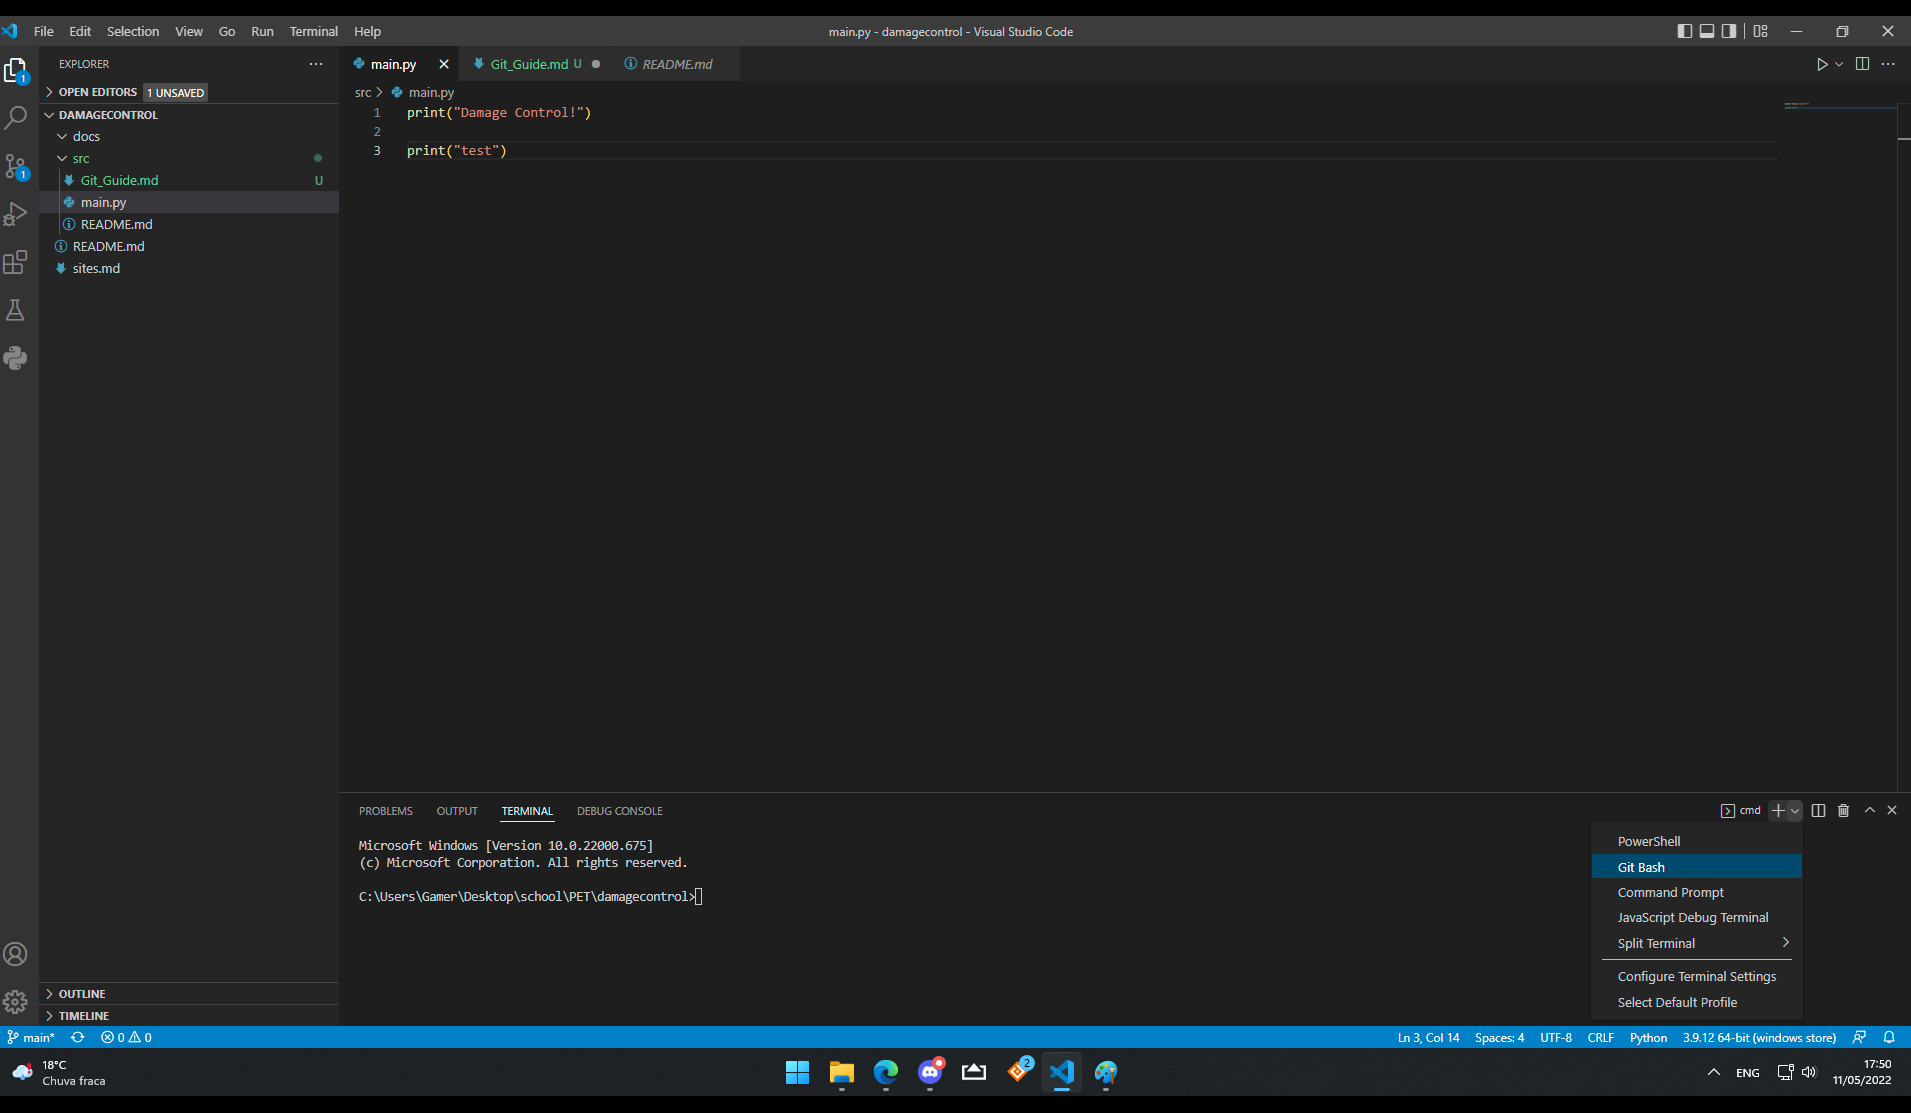 File Edit Selection View Go Run Terminal Help
main.py - damagecontrol - Visual Studio Code
EXPLORER
main.py
Git_Guide.md U
README.md
1
OPEN EDITORS 1 UNSAVED
src > main.py
DAMAGECONTROL
docs
src
Git_Guide.md U
main.py
README.md
README.md
sites.md
1
1 print("Damage Control!")
2
3 print("test")
PROBLEMS OUTPUT TERMINAL DEBUG CONSOLE
cmd
Microsoft Windows [Version 10.0.22000.675]
(c) Microsoft Corporation. All rights reserved.
C:\Users\Gamer\Desktop\school\PET\damagecontrol>
PowerShell
Git Bash
Command Prompt
JavaScript Debug Terminal
Split Terminal
Configure Terminal Settings
Select Default Profile
OUTLINE
TIMELINE
main* 0 0
Ln 3, Col 14 Spaces: 4 UTF-8 CRLF Python 3.9.12 64-bit (windows store)
18°C
Chuva fraca
2
ENG
17:50
11/05/2022